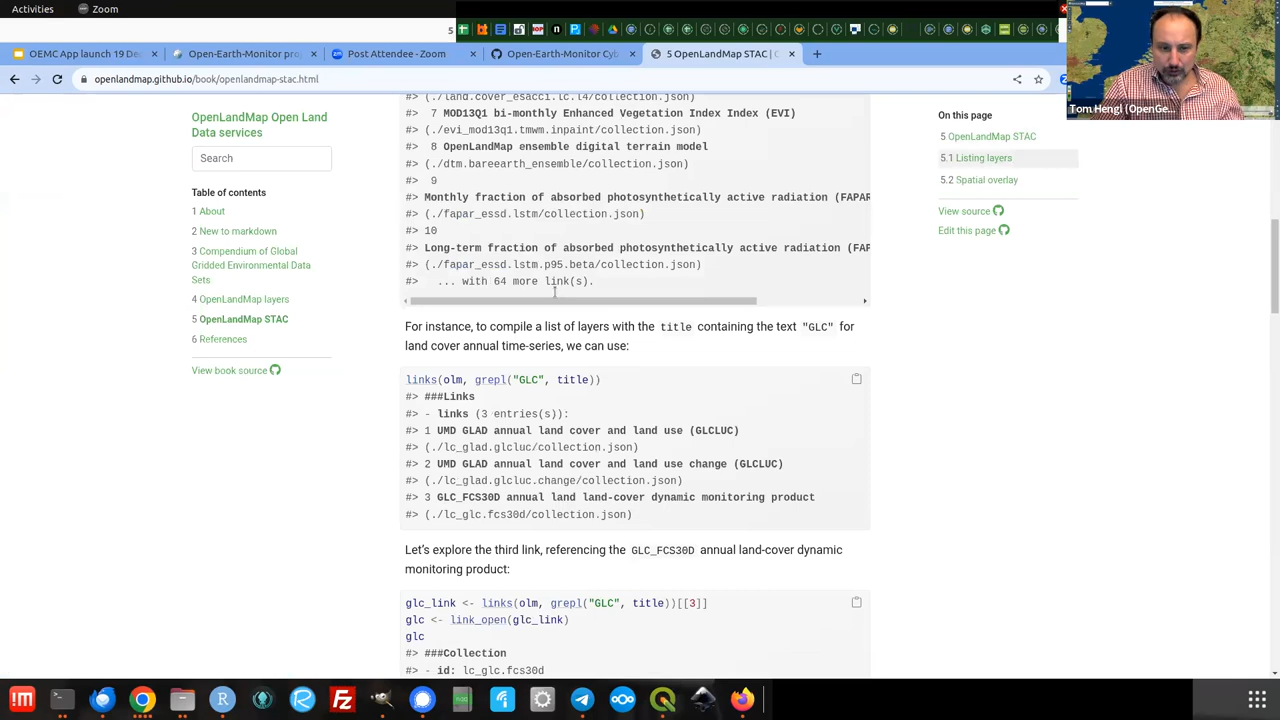 Activities
Zoom
5
OEMC App launch 19 De
Open-Earth-Monitor pro
Post Attendee - Zoom
Open-Earth-Monitor Cyb
5 OpenLandMap STAC |
openlandmap.github.io/book/openlandmap-stac.html
Tom Hengl (OpenGe
OpenLandMap Open Land
Data services
Search
Table of contents
1 About
2 New to markdown
3 Compendium of Global
Gridded Environmental Data
Sets
4 OpenLandMap layers
5 OpenLandMap STAC
6 References
View book source
#> (./land.cover_esacci.lc.l4/collection.json)
#>  7 MOD13Q1 bi-monthly Enhanced Vegetation Index Index (EVI)
#> (./evi_mod13q1.tmwm.inpaint/collection.json)
#>  8 OpenLandMap ensemble digital terrain model
#> (./dtm.bareearth_ensemble/collection.json)
#>  9
#> Monthly fraction of absorbed photosynthetically active radiation (FAPAR
#> (./fapar_essd.lstm/collection.json)
#> 10
#> Long-term fraction of absorbed photosynthetically active radiation (FAP
#> (./fapar_essd.lstm.p95.beta/collection.json)
#>   ... with 64 more link(s).
For instance, to compile a list of layers with the title containing the text "GLC" for
land cover annual time-series, we can use:
links(olm, grepl("GLC", title))
#> ###Links
#> - links (3 entries(s)):
#> 1 UMD GLAD annual land cover and land use (GLCLUC)
#> (./lc_glad.glcluc/collection.json)
#> 2 UMD GLAD annual land cover and land use change (GLCLUC)
#> (./lc_glad.glcluc.change/collection.json)
#> 3 GLC_FCS30D annual land land-cover dynamic monitoring product
#> (./lc_glc.fcs30d/collection.json)
Let's explore the third link, referencing the GLC_FCS30D annual land-cover dynamic
monitoring product:
glc_link <- links(olm, grepl("GLC", title))[[3]]
glc <- link_open(glc_link)
glc
#> ###Collection
#> - id: lc_glc.fcs30d
On this page
5 OpenLandMap STAC
5.1 Listing layers
5.2 Spatial overlay
View source
Edit this page